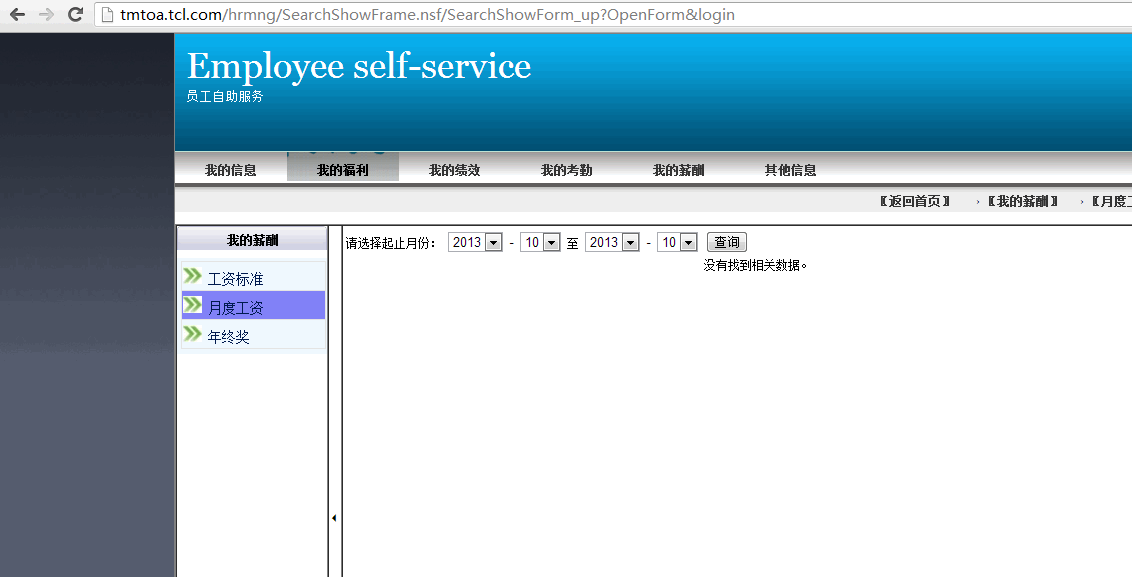 tmtoa.tcl.com/hrmng/SearchShowFrame.nsf/SearchShowForm_up?OpenForm&login
Employee self-service
员工自助服务
我的信息 我的福利 我的绩效 我的考勤 我的薪酬 其他信息
【返回首页】 › 【我的薪酬】 › 【月度工
我的薪酬
请选择起止月份： 2013 - 10 至 2013 - 10 查询
没有找到相关数据。
工资标准
月度工资
年终奖